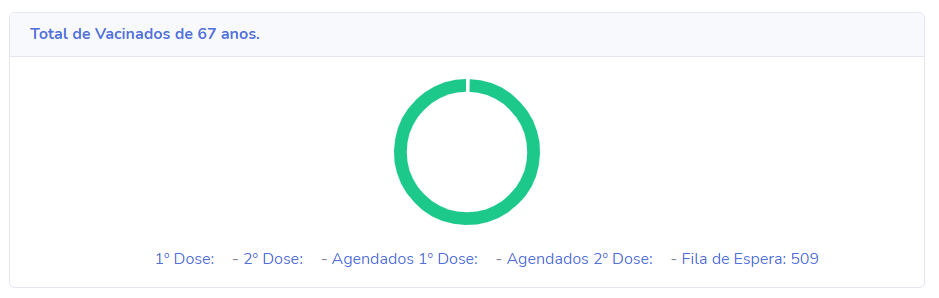 Total de Vacinados de 67 anos.
1º Dose: - 2º Dose: - Agendados 1º Dose: - Agendados 2º Dose: - Fila de Espera: 509